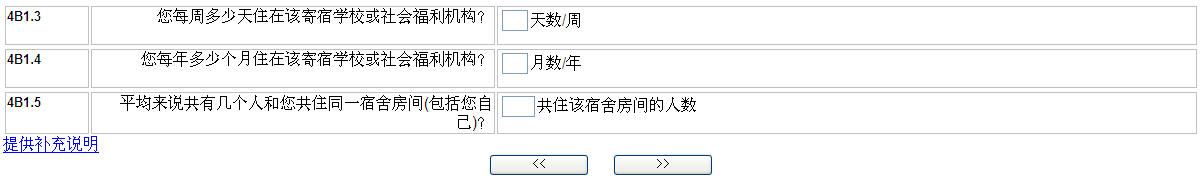 4B1.3 您每周多少天住在该寄宿学校或社会福利机构? 天数/周
4B1.4 您每年多少个月住在该寄宿学校或社会福利机构? 月数/年
4B1.5 平均来说共有几个人和您共住同一宿舍房间(包括您自 共住该宿舍房间的人数
己)?
提供补充说明
<< >>